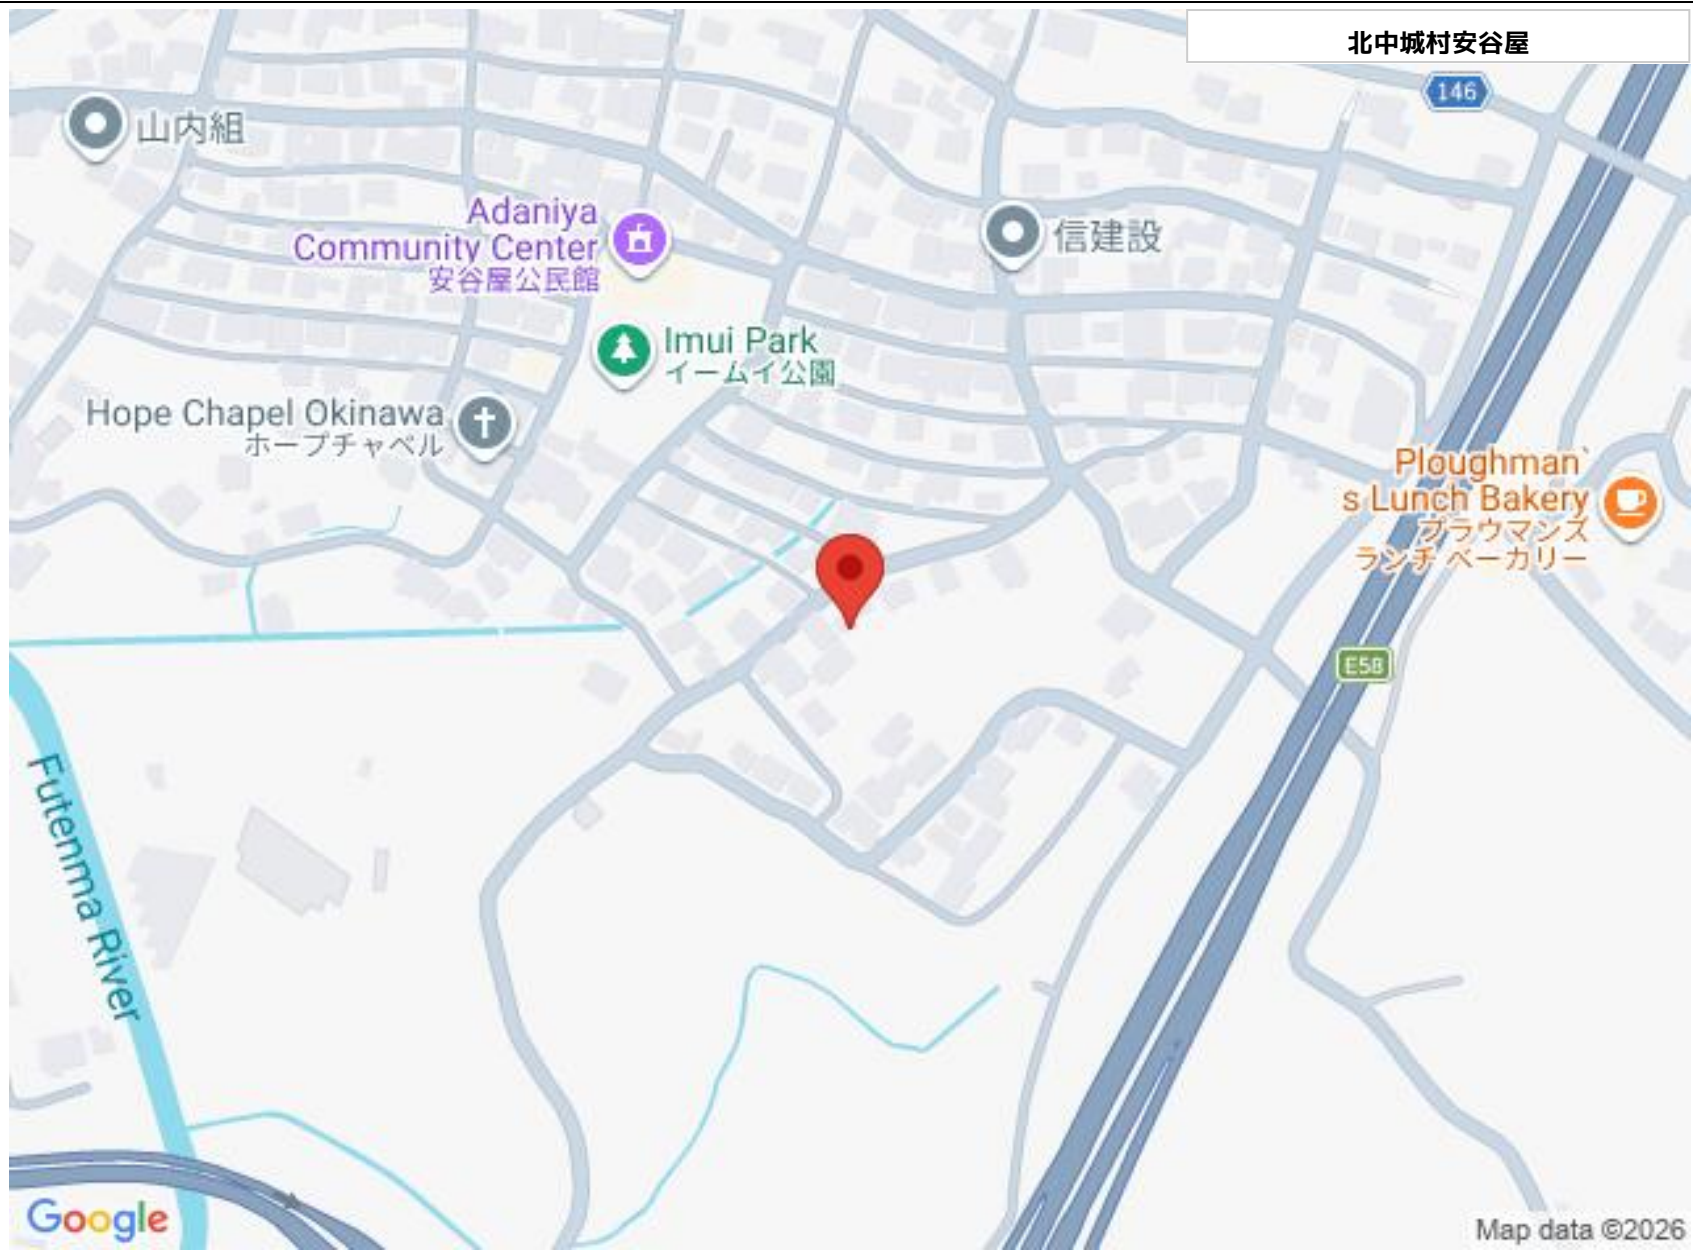 北中城村安谷屋
146
山内組
Adaniya
Community Center
安谷屋公民館
信建設
Imui Park
イームイ公園
Hope Chapel Okinawa
ホープチャペル
Ploughman`
s Lunch Bakery
プラウマンズ
ランチ ベーカリー
E58
Futenma River
Google
Map data ©2026